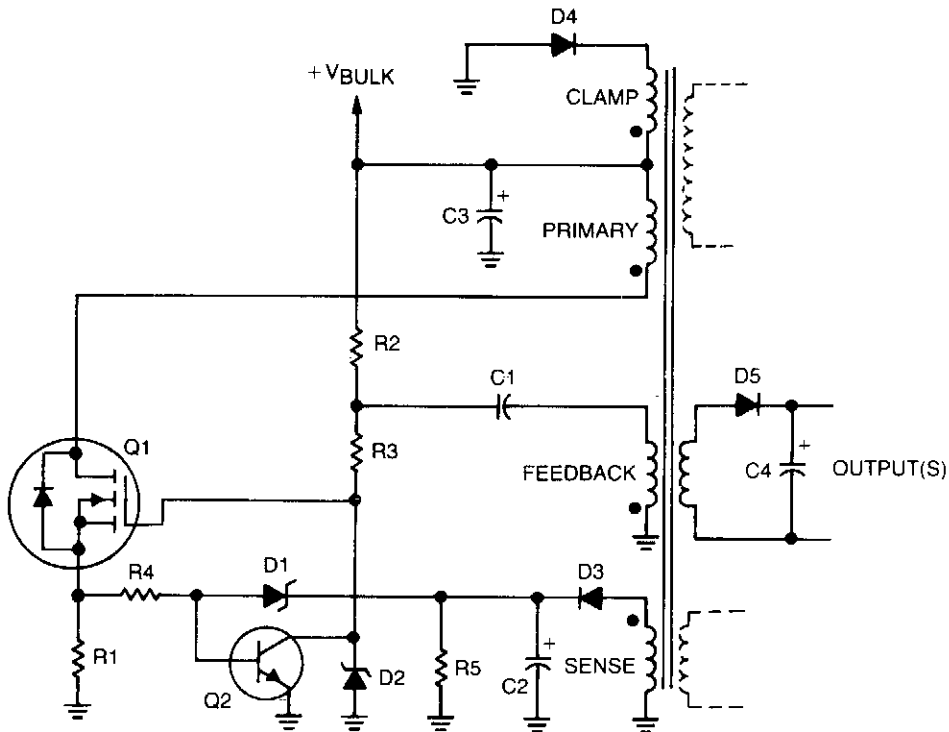 D4
+ VBULK
CLAMP
+
C3
PRIMARY
R2
C1
D5
Q1
R3
+
FEEDBACK
C4
OUTPUT(S)
R4
D1
D3
+
R1
R5
SENSE
Q2
D2
C2